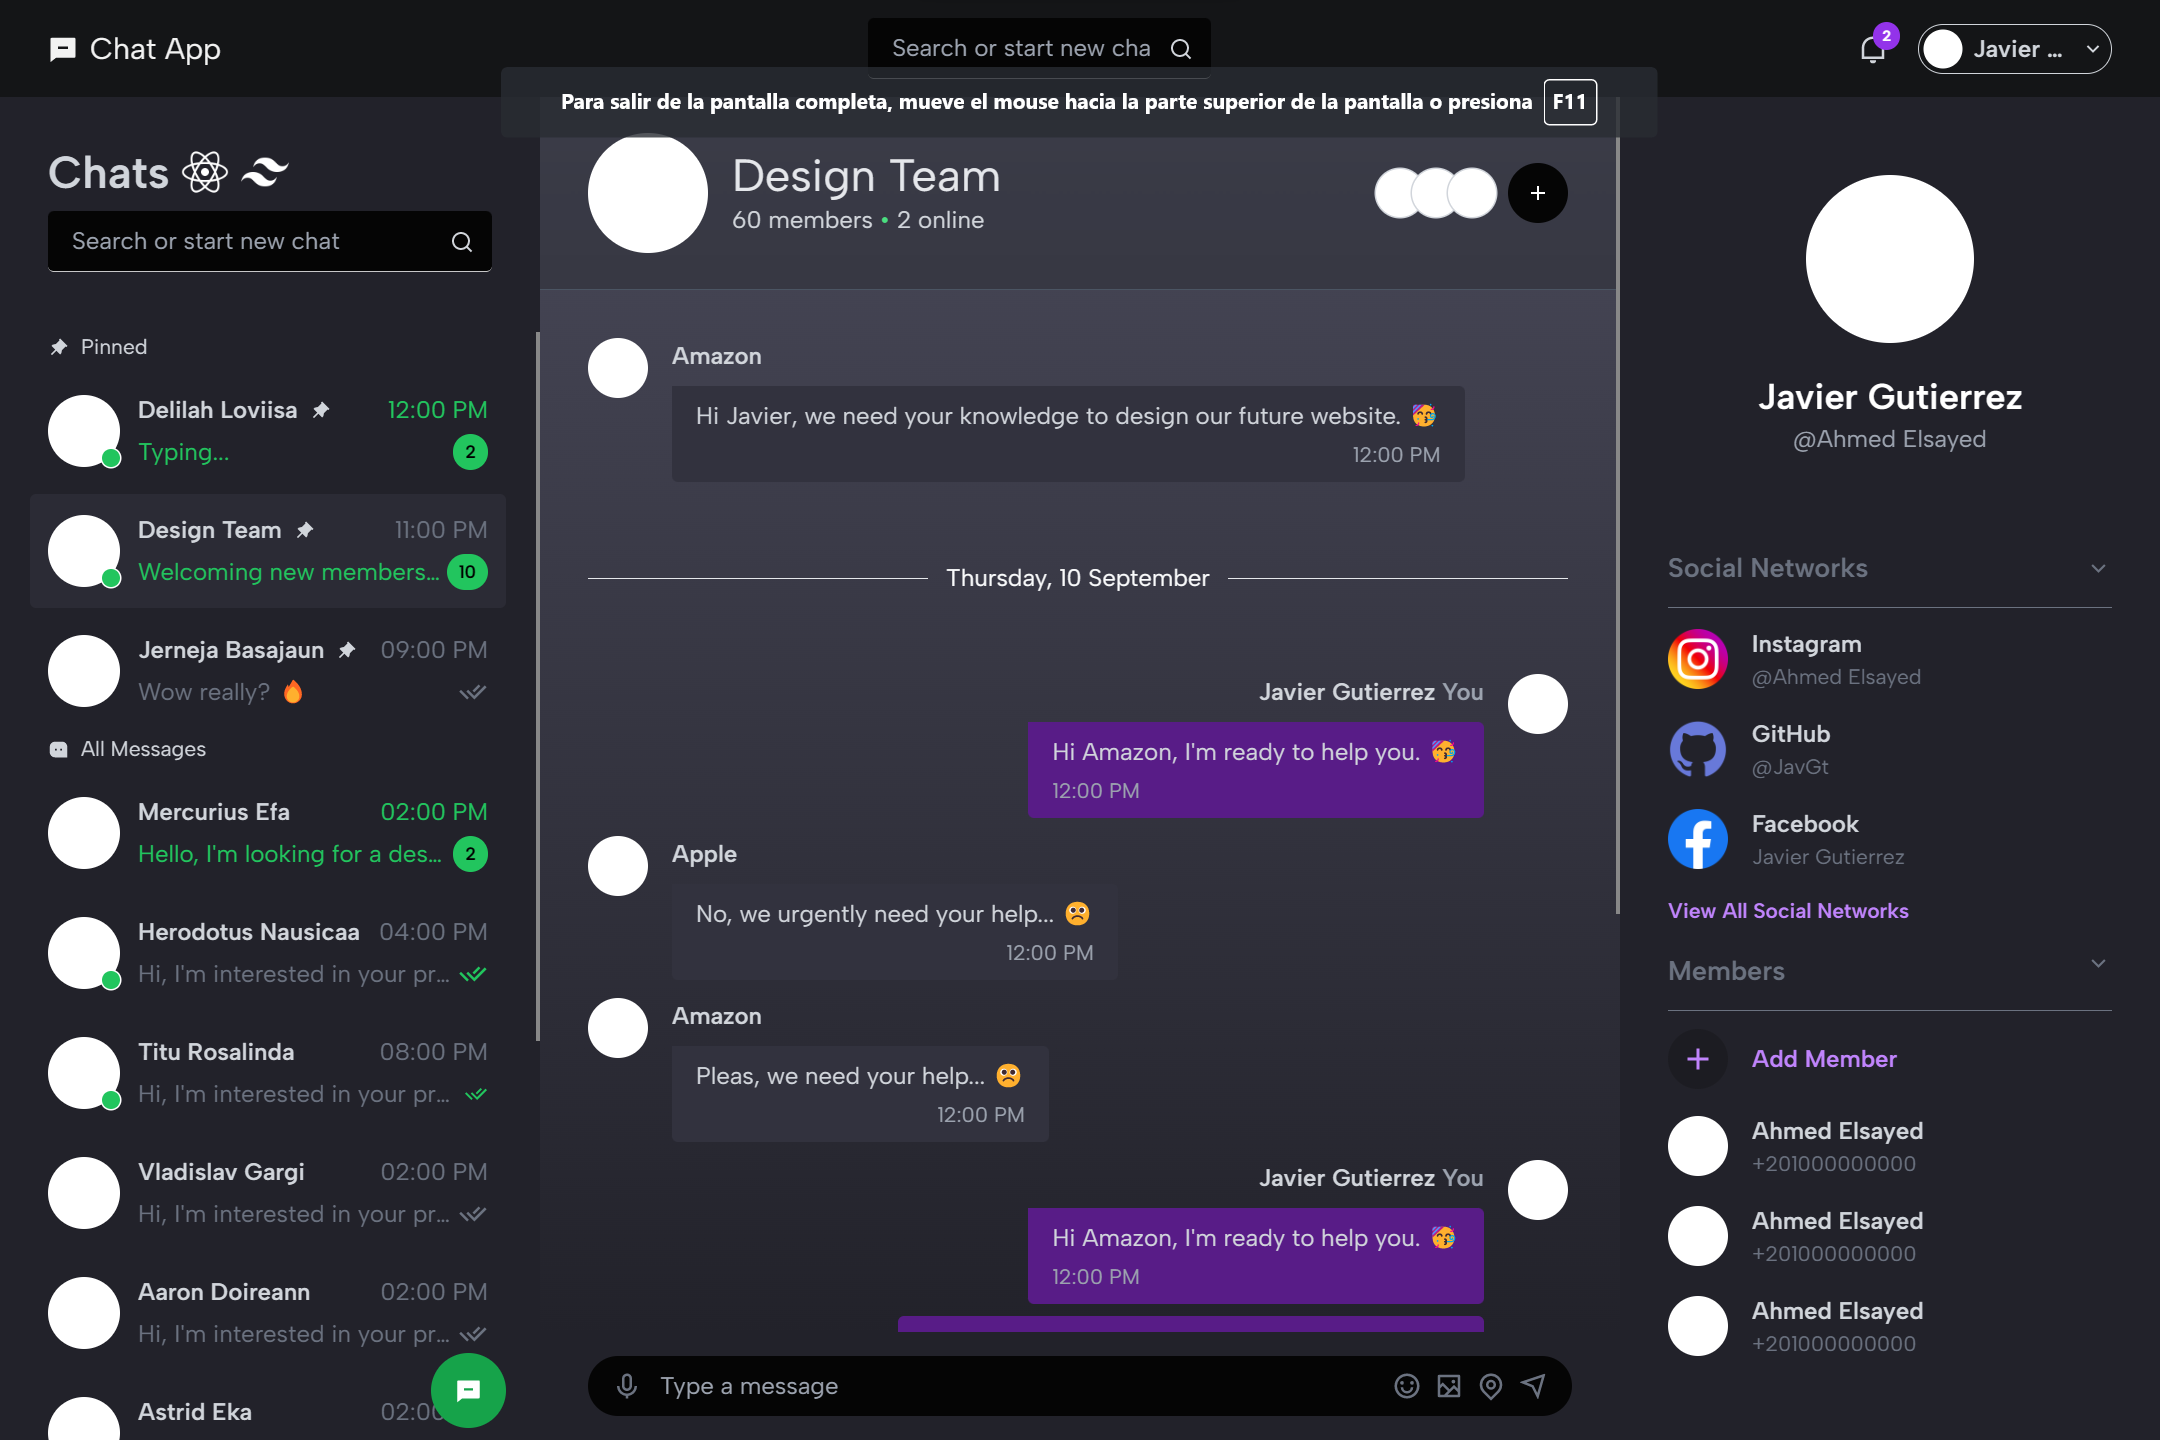 Chat App
Search or start new cha
2
Javier ...
Para salir de la pantalla completa, mueve el mouse hacia la parte superior de la pantalla o presiona F11
Chats
Search or start new chat
Pinned
Delilah Loviisa 12:00 PM
Typing... 2
Design Team 11:00 PM
Welcoming new members... 10
Jerneja Basajaun 09:00 PM
Wow really? 🔥
All Messages
Mercurius Efa 02:00 PM
Hello, I'm looking for a des... 2
Herodotus Nausicaa 04:00 PM
Hi, I'm interested in your pr...
Titu Rosalinda 08:00 PM
Hi, I'm interested in your pr...
Vladislav Gargi 02:00 PM
Hi, I'm interested in your pr...
Aaron Doireann 02:00 PM
Hi, I'm interested in your pr...
Astrid Eka 02:00
Design Team
60 members • 2 online
Amazon
Hi Javier, we need your knowledge to design our future website. 🥳
12:00 PM
Thursday, 10 September
Javier Gutierrez You
Hi Amazon, I'm ready to help you. 🥳
12:00 PM
Apple
No, we urgently need your help... 🙁
12:00 PM
Amazon
Pleas, we need your help... 🙁
12:00 PM
Javier Gutierrez You
Hi Amazon, I'm ready to help you. 🥳
12:00 PM
Type a message
Javier Gutierrez
@Ahmed Elsayed
Social Networks
Instagram
@Ahmed Elsayed
GitHub
@JavGt
Facebook
Javier Gutierrez
View All Social Networks
Members
Add Member
Ahmed Elsayed
+201000000000
Ahmed Elsayed
+201000000000
Ahmed Elsayed
+201000000000